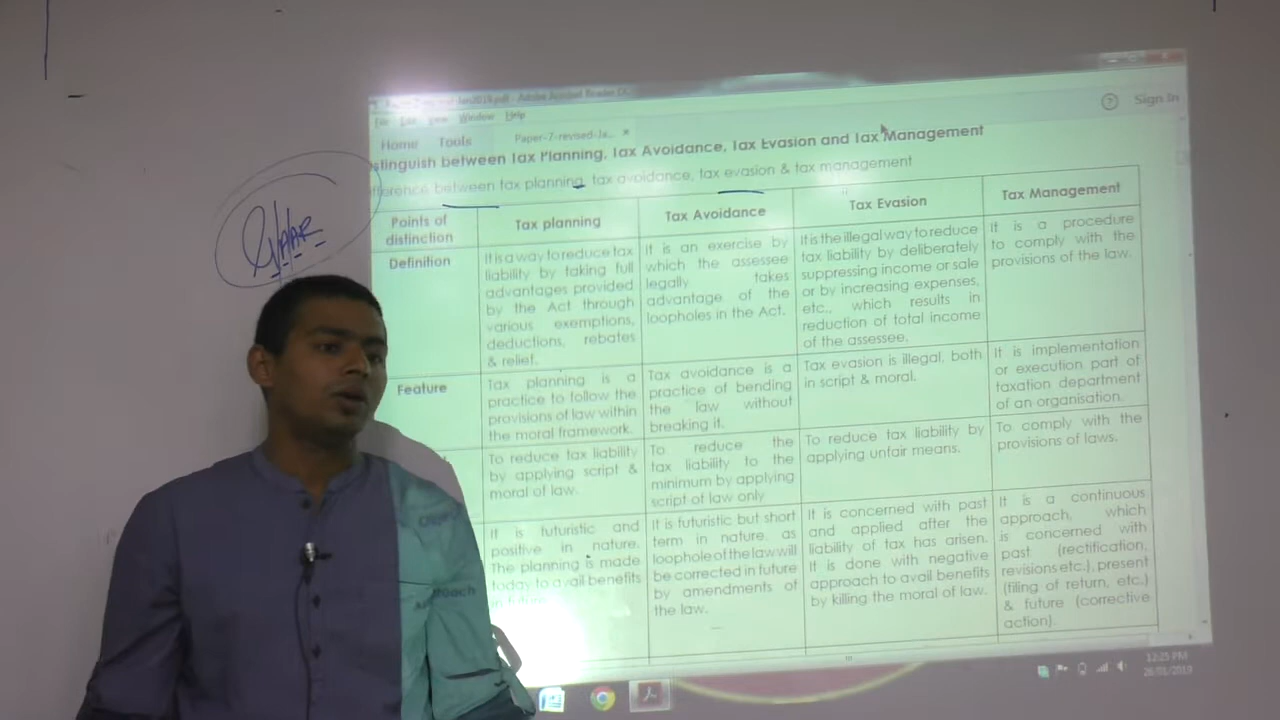 GAAR
Adobe Acrobat Reader DC
Window Help
Home Tools Paper-7-revised-Ja... × Sign In
stinguish between Tax Planning, Tax Avoidance, Tax Evasion and Tax Management
fference between tax planning, tax avoidance, tax evasion & tax management
Points of
distinction
Tax planning
Tax Avoidance
Tax Evasion
Tax Management
Definition
It is a way to reduce tax
liability by taking full
advantages provided
by the Act through
various exemptions,
deductions, rebates
& relief.
It is an exercise by
which the assessee
legally takes
advantage of the
loopholes in the Act.
It is the illegal way to reduce
tax liability by deliberately
suppressing income or sale
or by increasing expenses,
etc., which results in
reduction of total income
of the assessee.
It is a procedure
to comply with the
provisions of the law.
Feature
Tax planning is a
practice to follow the
provisions of law within
the moral framework.
Tax avoidance is a
practice of bending
the law without
breaking it.
Tax evasion is illegal, both
in script & moral.
It is implementation
or execution part of
taxation department
of an organisation.
To reduce tax liability
by applying script &
moral of law.
To reduce the
tax liability to the
minimum by applying
script of law only
To reduce tax liability by
applying unfair means.
To comply with the
provisions of laws.
It is futuristic and
positive in nature.
The planning is made
today to avail benefits
in future.
It is futuristic but short
term in nature, as
loophole of the law will
be corrected in future
by amendments of
the law.
It is concerned with past
and applied after the
liability of tax has arisen.
It is done with negative
approach to avail benefits
by killing the moral of law.
It is a continuous
approach, which
is concerned with
past (rectification,
revisions etc.), present
(filing of return, etc.)
& future (corrective
action).
12:25 PM
26/01/2019